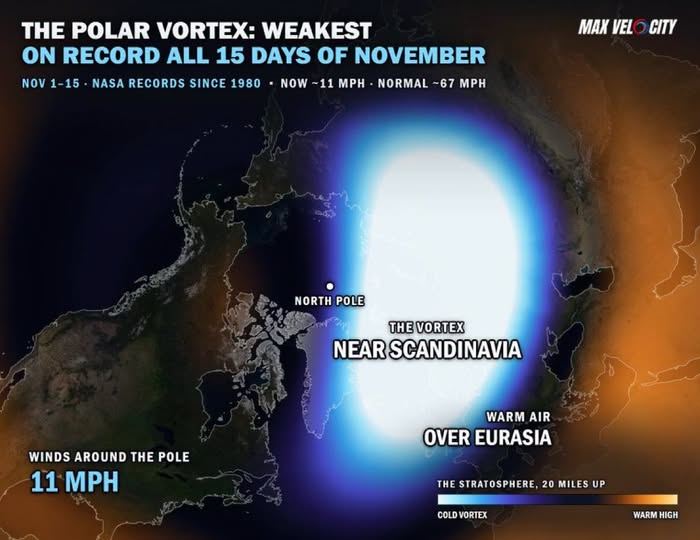 THE POLAR VORTEX: WEAKEST
ON RECORD ALL 15 DAYS OF NOVEMBER
NOV 1–15 · NASA RECORDS SINCE 1980 • NOW ~11 MPH · NORMAL ~67 MPH
MAX VELOCITY
NORTH POLE
THE VORTEX
NEAR SCANDINAVIA
WARM AIR
OVER EURASIA
WINDS AROUND THE POLE
11 MPH
THE STRATOSPHERE, 20 MILES UP
COLD VORTEX
WARM HIGH